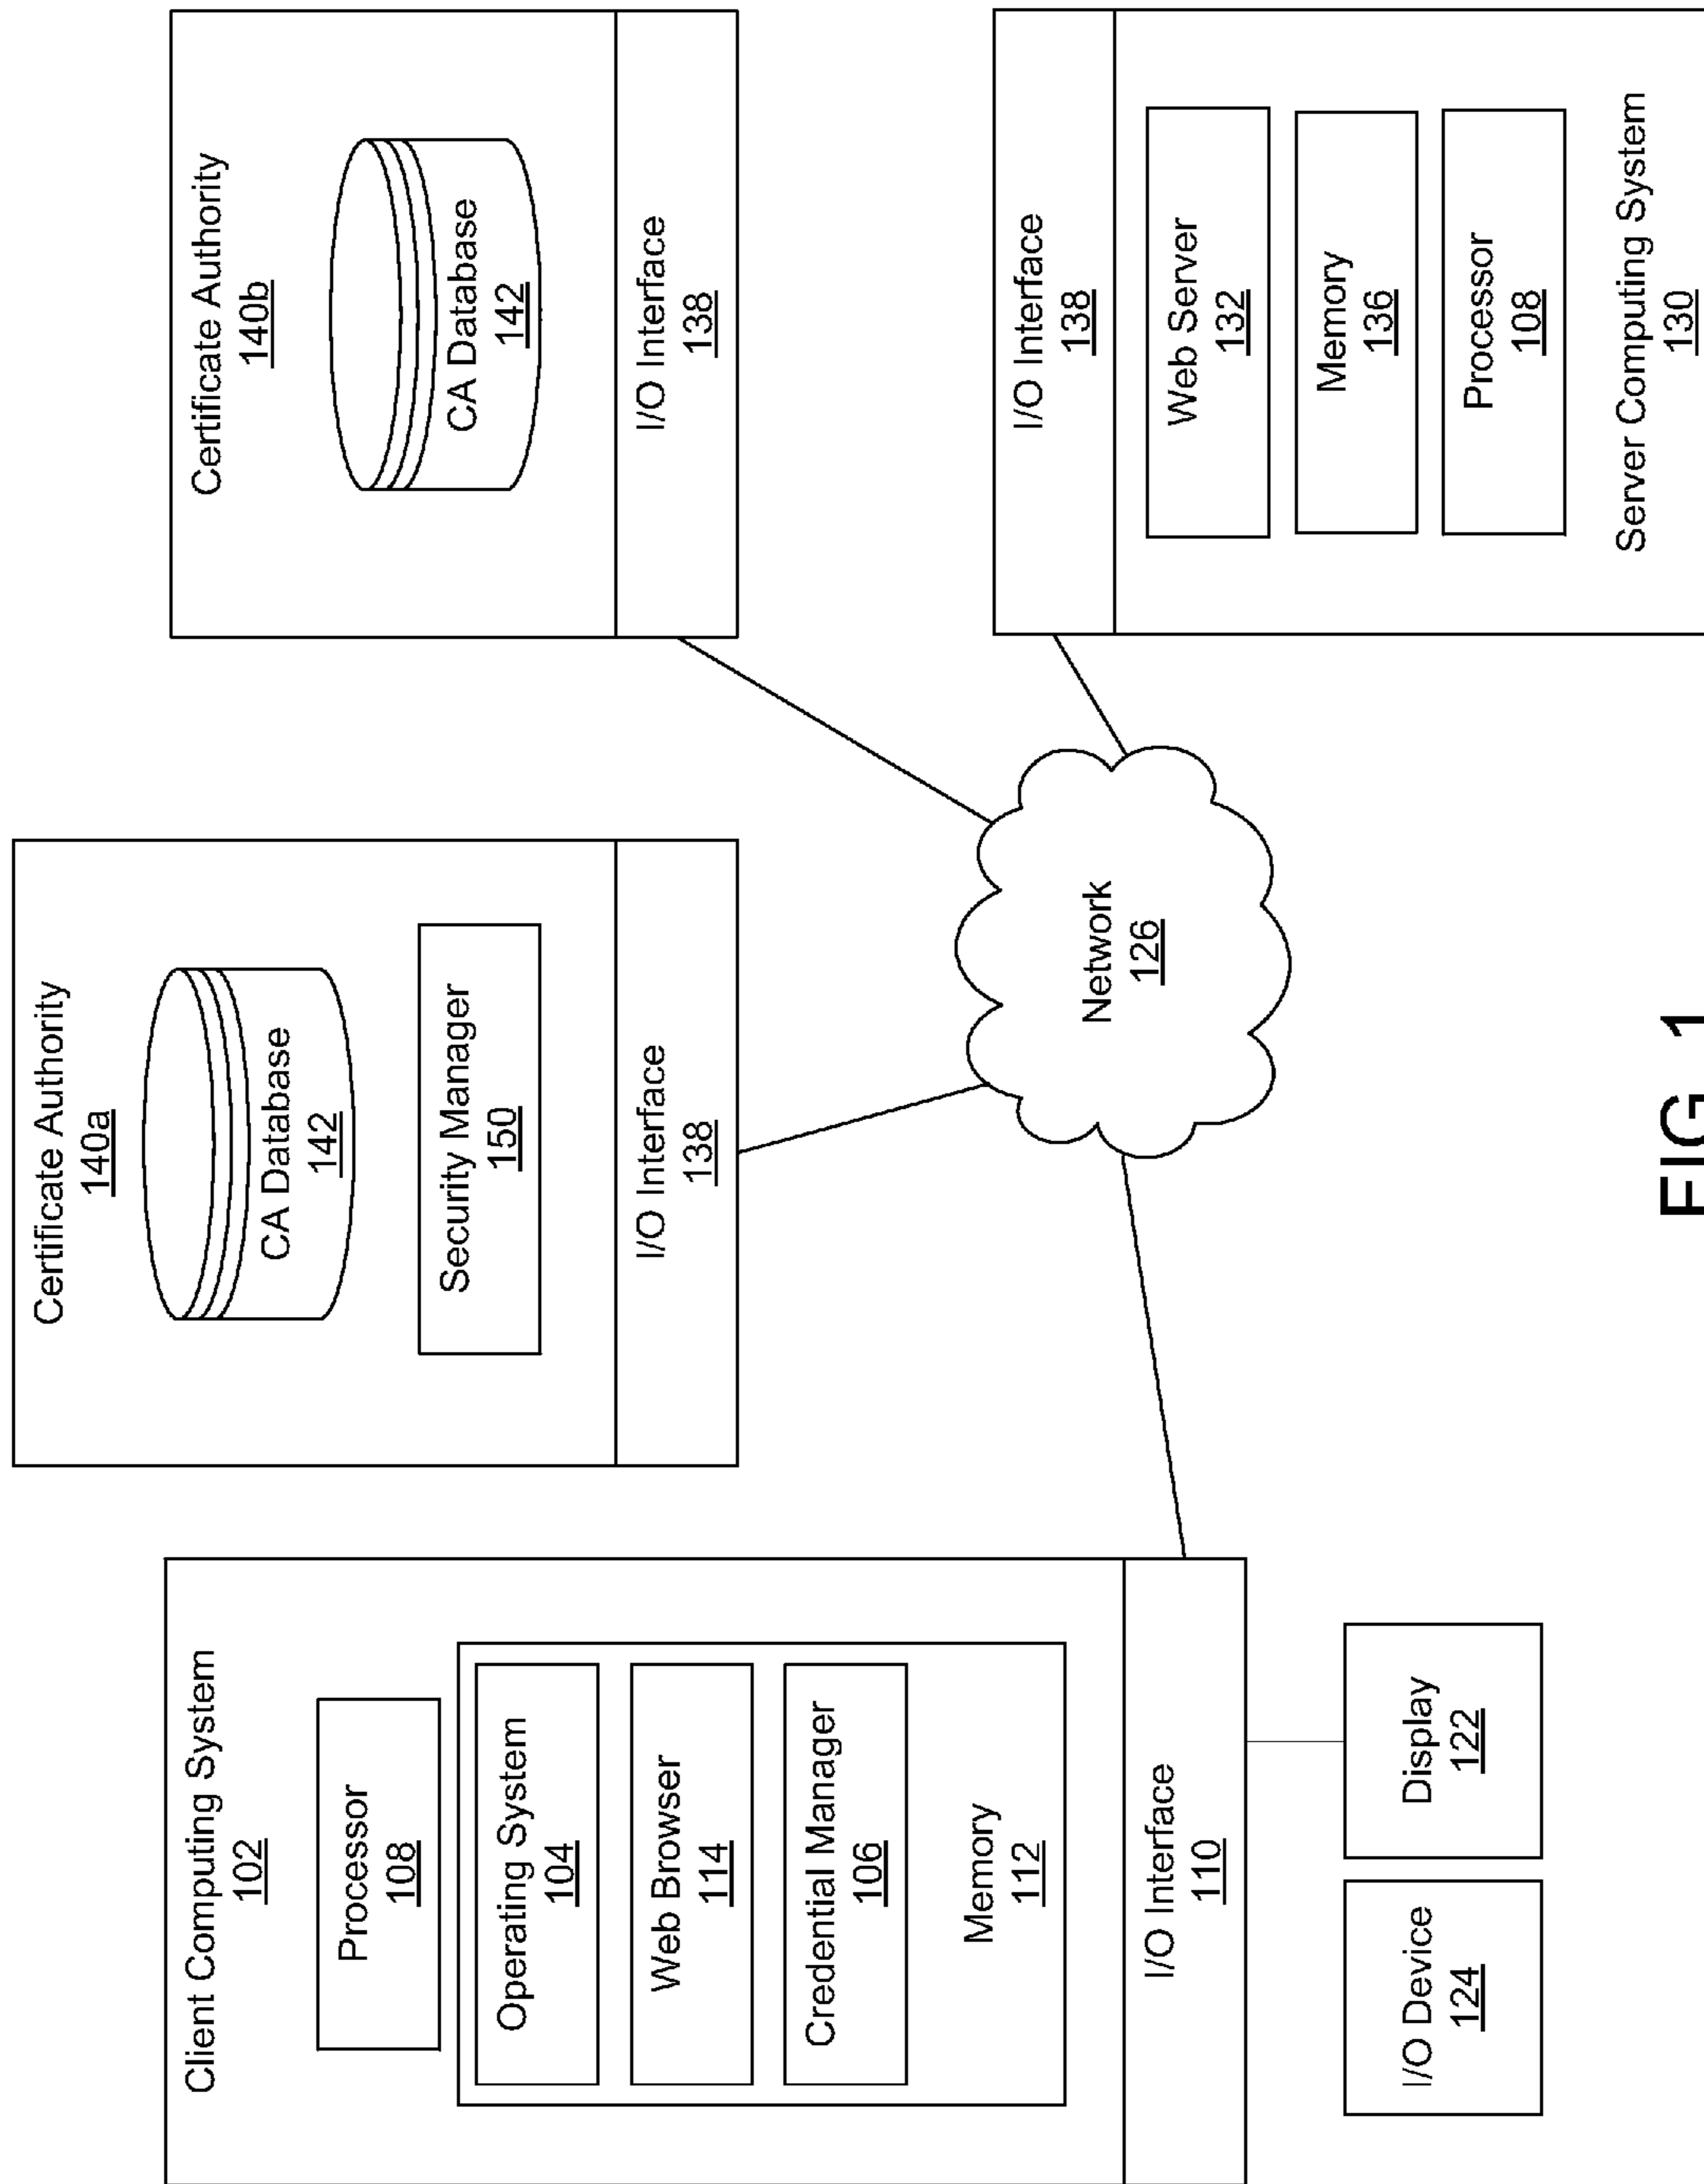 Client Computing System
102
Processor
108
Operating System
104
Web Browser
114
Credential Manager
106
Memory
112
I/O Interface
110
I/O Device
124
Display
122
Certificate Authority
140a
CA Database
142
Security Manager
150
I/O Interface
138
Network
126
Certificate Authority
140b
CA Database
142
I/O Interface
138
I/O Interface
138
Web Server
132
Memory
136
Processor
108
Server Computing System
130
FIG 1